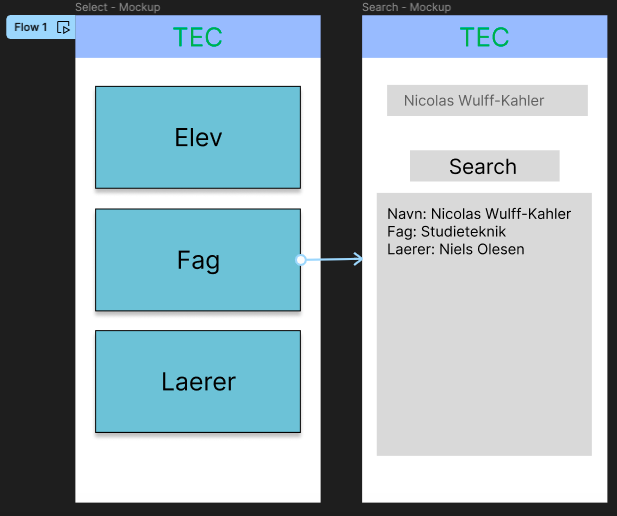 Flow 1
Select - Mockup
TEC
Elev
Fag
Laerer
Search - Mockup
TEC
Nicolas Wulff-Kahler
Search
Navn: Nicolas Wulff-Kahler
Fag: Studieteknik
Laerer: Niels Olesen